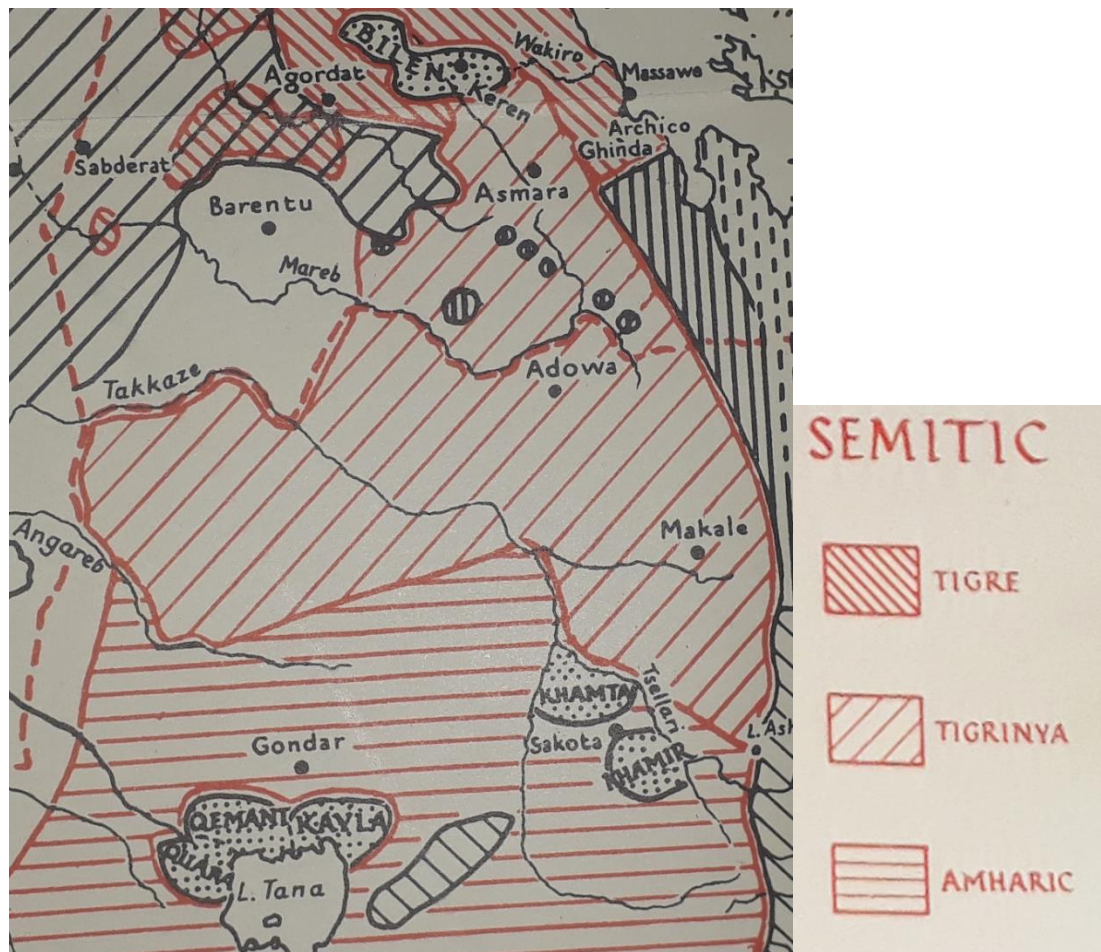 BILEN
Wakiro
Agordat
Keren
Massawa
Archico
Ghinda
Sabderat
Asmara
Barentu
Mareb
Takkaze
Adowa
Makale
Angareb
KHAMTA
Tsellari
Sakota
KHAMIR
L. Ash
Gondar
QEMANT
KAYLA
QUARA
L. Tana
SEMITIC
TIGRE
TIGRINYA
AMHARIC